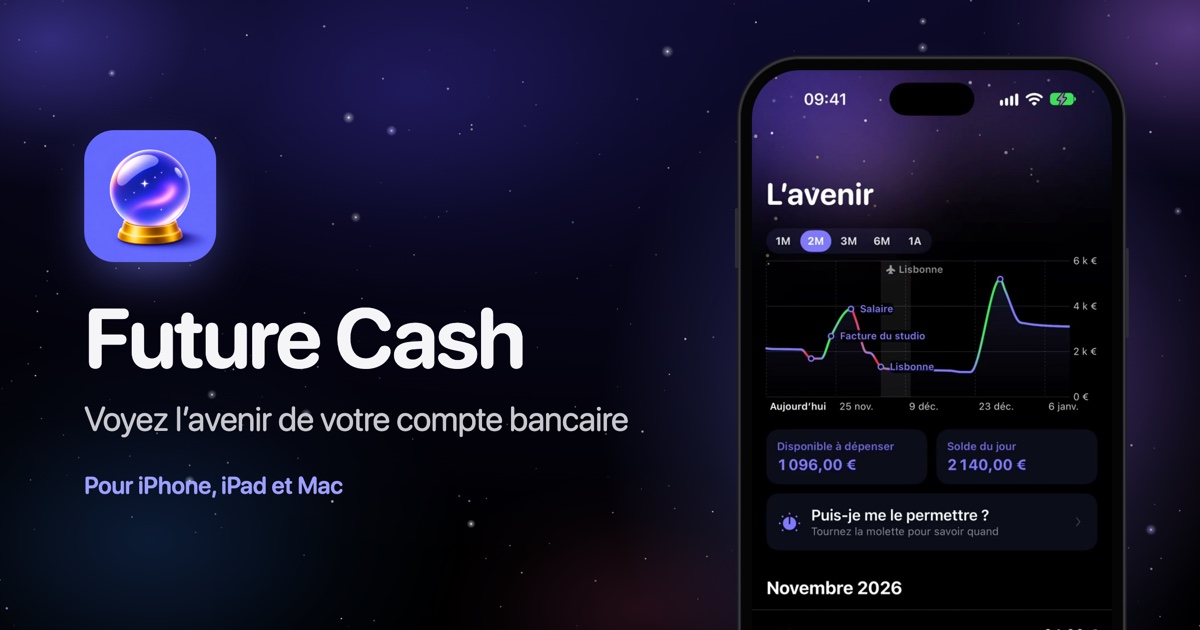 Future Cash
Voyez l’avenir de votre compte bancaire
Pour iPhone, iPad et Mac
09:41
L’avenir
1M 2M 3M 6M 1A
Lisbonne
6 k €
4 k €
2 k €
0 €
Salaire
Facture du studio
Lisbonne
Aujourd’hui 25 nov. 9 déc. 23 déc. 6 janv.
Disponible à dépenser
1 096,00 €
Solde du jour
2 140,00 €
Puis-je me le permettre ?
Tournez la molette pour savoir quand
Novembre 2026